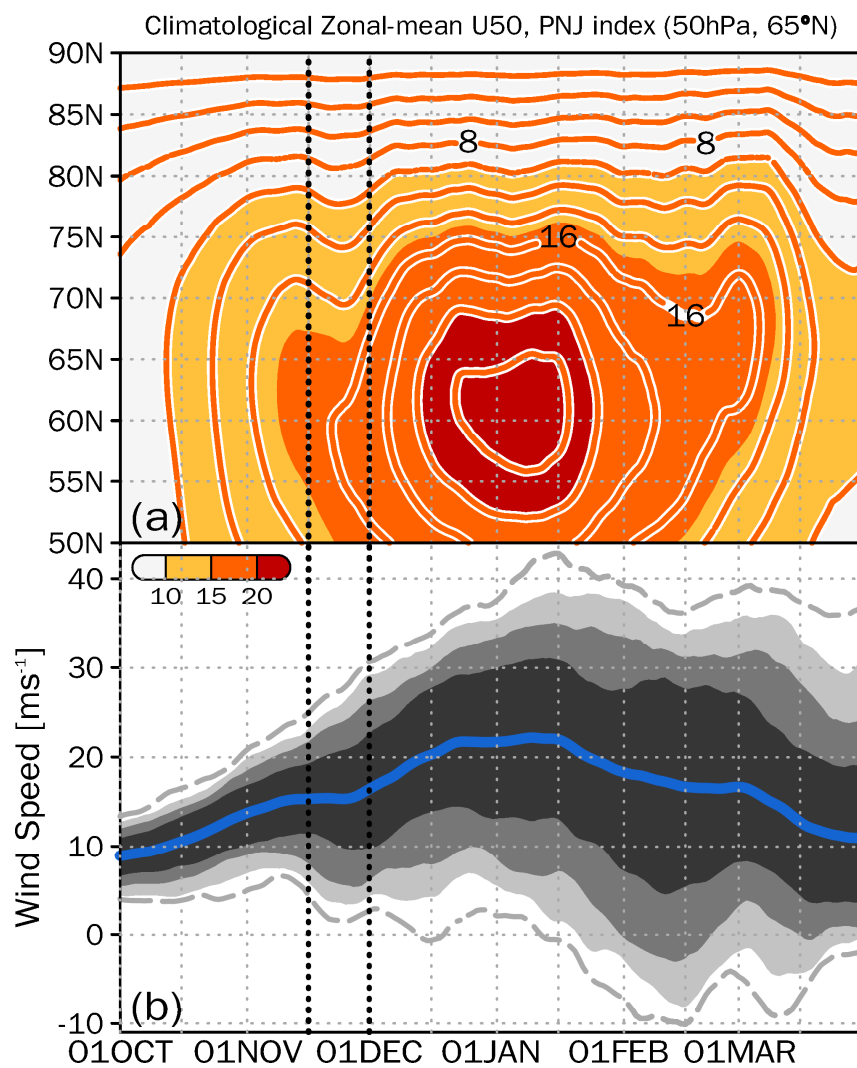 Climatological Zonal-mean U50, PNJ index (50hPa, 65°N)
90N
85N
8
8
80N
75N
16
70N
16
65N
60N
55N
(a)
50N
10 15 20
40
30
20
10
0
-10
Wind Speed [ms⁻¹]
(b)
01OCT 01NOV 01DEC 01JAN 01FEB 01MAR